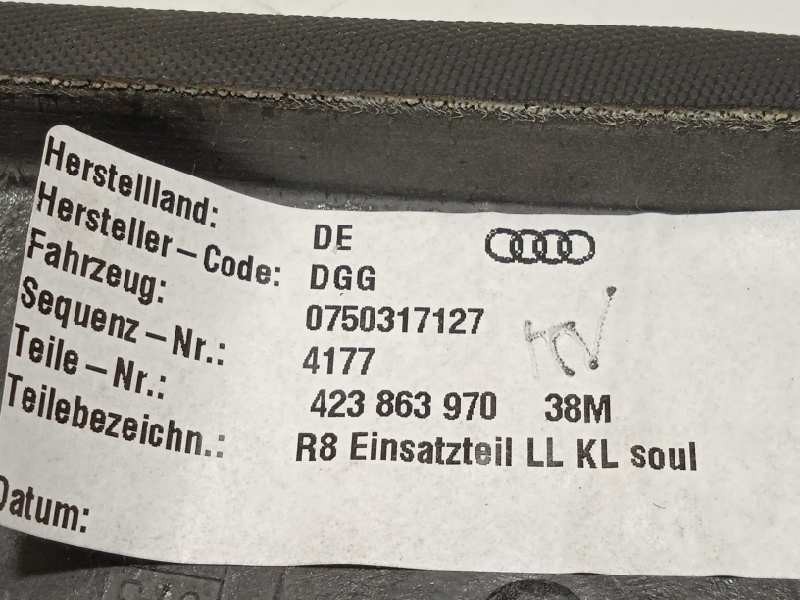 Herstellland: DE
Hersteller-Code: DGG
Fahrzeug: 0750317127
Sequenz-Nr.: 4177
Teile-Nr.: 423 863 970 38M
Teilebezeichn.: R8 Einsatzteil LL KL soul
Datum: